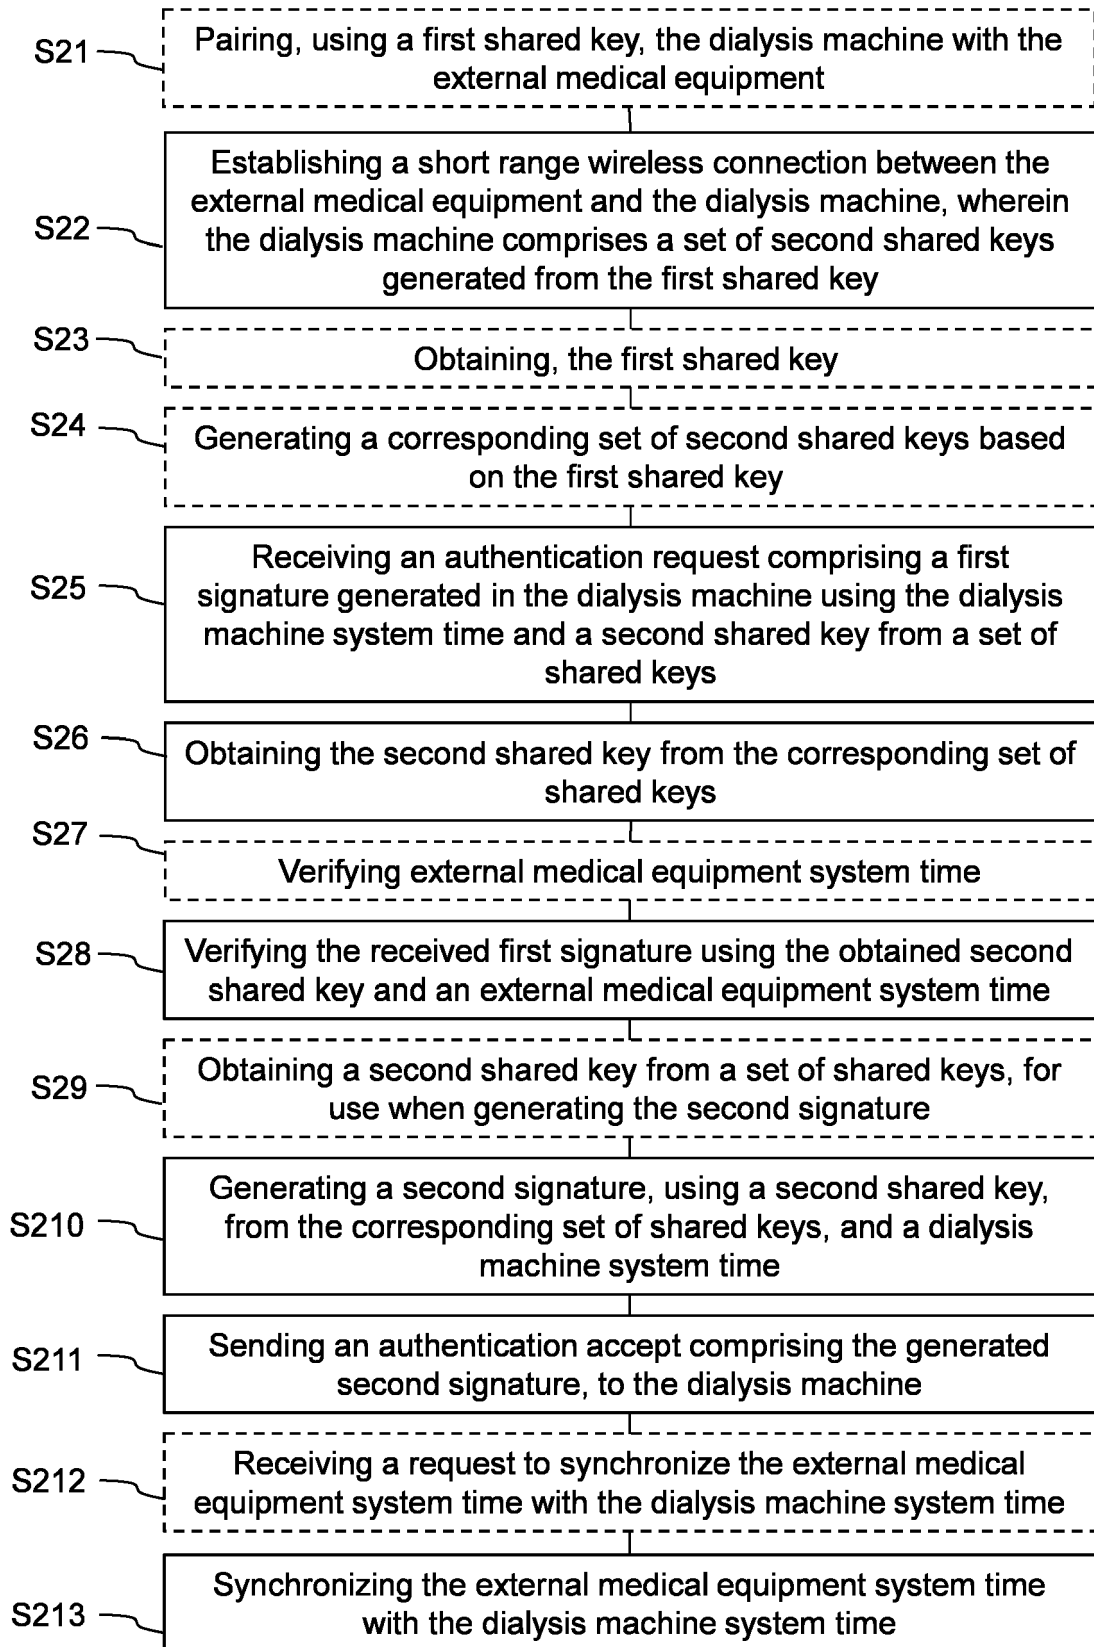 S21
Pairing, using a first shared key, the dialysis machine with the
external medical equipment
S22
Establishing a short range wireless connection between the
external medical equipment and the dialysis machine, wherein
the dialysis machine comprises a set of second shared keys
generated from the first shared key
S23
Obtaining, the first shared key
S24
Generating a corresponding set of second shared keys based
on the first shared key
S25
Receiving an authentication request comprising a first
signature generated in the dialysis machine using the dialysis
machine system time and a second shared key from a set of
shared keys
S26
Obtaining the second shared key from the corresponding set of
shared keys
S27
Verifying external medical equipment system time
S28
Verifying the received first signature using the obtained second
shared key and an external medical equipment system time
S29
Obtaining a second shared key from a set of shared keys, for
use when generating the second signature
S210
Generating a second signature, using a second shared key,
from the corresponding set of shared keys, and a dialysis
machine system time
S211
Sending an authentication accept comprising the generated
second signature, to the dialysis machine
S212
Receiving a request to synchronize the external medical
equipment system time with the dialysis machine system time
S213
Synchronizing the external medical equipment system time
with the dialysis machine system time